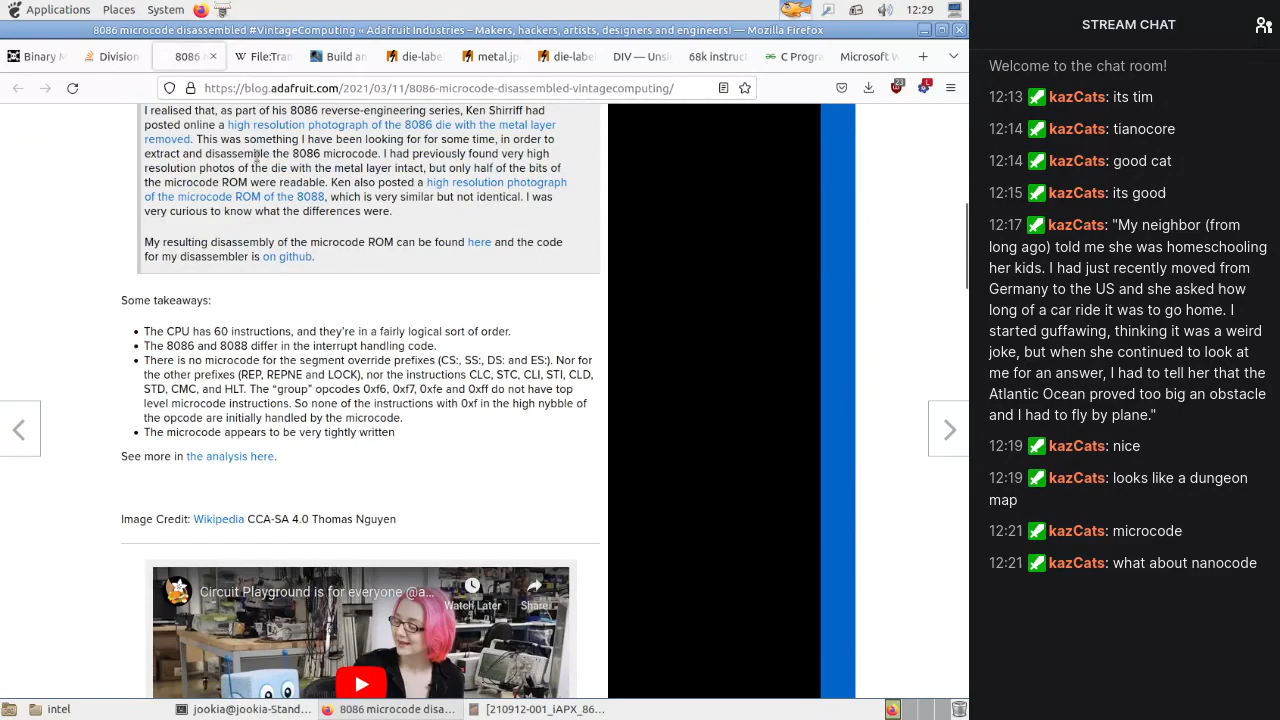 Applications Places System 12:29
8086 microcode disassembled #VintageComputing « Adafruit Industries – Makers, hackers, artists, designers and engineers! — Mozilla Firefox
Binary M Division 8086 m File:Tran Build an die-label metal.jp die-label DIV — Unsi 68k instruct C Progra Microsoft W
https://blog.adafruit.com/2021/03/11/8086-microcode-disassembled-vintagecomputing/
I realised that, as part of his 8086 reverse-engineering series, Ken Shirriff had
posted online a high resolution photograph of the 8086 die with the metal layer
removed. This was something I have been looking for for some time, in order to
extract and disassemble the 8086 microcode. I had previously found very high
resolution photos of the die with the metal layer intact, but only half of the bits of
the microcode ROM were readable. Ken also posted a high resolution photograph
of the microcode ROM of the 8088, which is very similar but not identical. I was
very curious to know what the differences were.
My resulting disassembly of the microcode ROM can be found here and the code
for my disassembler is on github.
Some takeaways:
• The CPU has 60 instructions, and they're in a fairly logical sort of order.
• The 8086 and 8088 differ in the interrupt handling code.
• There is no microcode for the segment override prefixes (CS:, SS:, DS: and ES:). Nor for
the other prefixes (REP, REPNE and LOCK), nor the instructions CLC, STC, CLI, STI, CLD,
STD, CMC, and HLT. The “group” opcodes 0xf6, 0xf7, 0xfe and 0xff do not have top
level microcode instructions. So none of the instructions with 0xf in the high nybble of
the opcode are initially handled by the microcode.
• The microcode appears to be very tightly written
See more in the analysis here.
Image Credit: Wikipedia CCA-SA 4.0 Thomas Nguyen
Circuit Playground is for everyone @a...
Watch Later Share
intel jookia@jookia-Stand... 8086 microcode disa... [210912-001_iAPX_86...
STREAM CHAT
Welcome to the chat room!
12:13 kazCats: its tim
12:14 kazCats: tianocore
12:14 kazCats: good cat
12:15 kazCats: its good
12:17 kazCats: "My neighbor (from
long ago) told me she was homeschooling
her kids. I had just recently moved from
Germany to the US and she asked how
long of a car ride it was to go home. I
started guffawing, thinking it was a weird
joke, but when she continued to look at
me for an answer, I had to tell her that the
Atlantic Ocean proved too big an obstacle
and I had to fly by plane."
12:19 kazCats: nice
12:19 kazCats: looks like a dungeon
map
12:21 kazCats: microcode
12:21 kazCats: what about nanocode